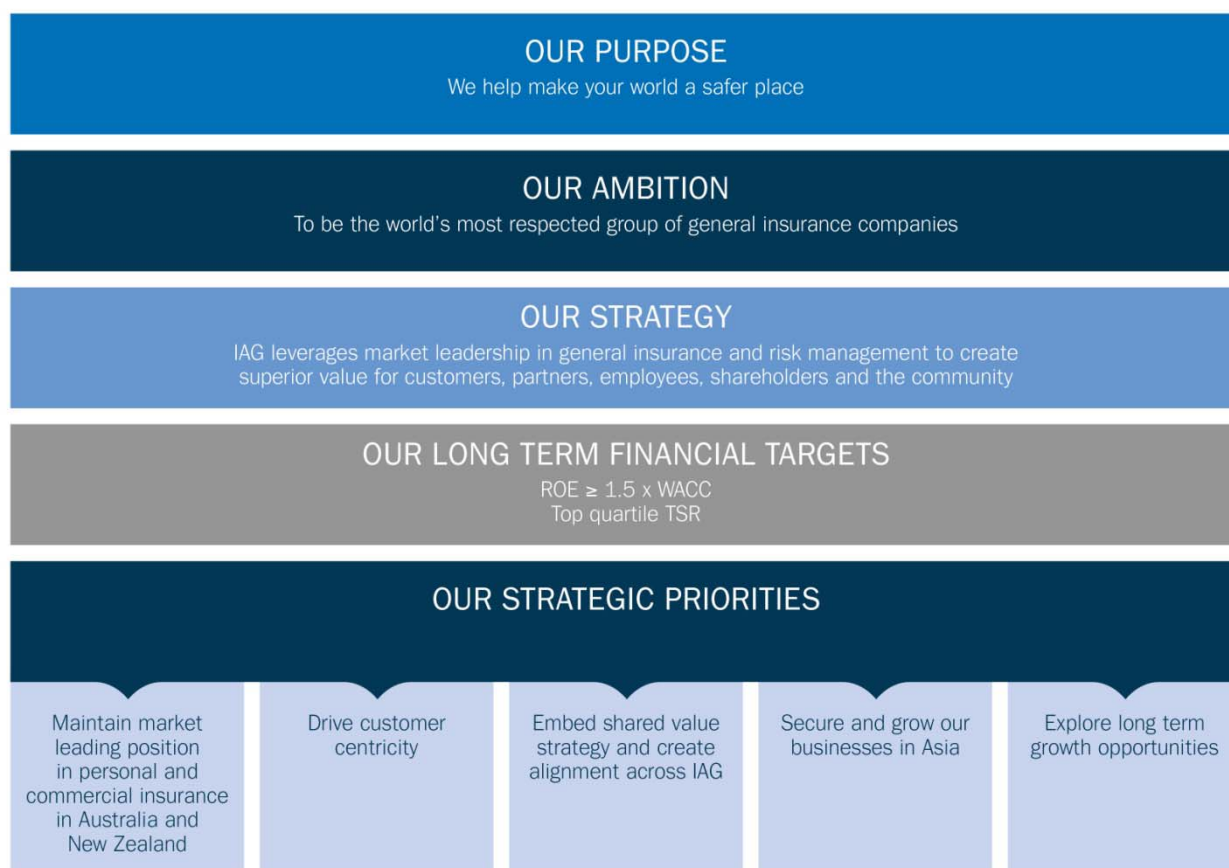 OUR PURPOSE
We help make your world a safer place
OUR AMBITION
To be the world's most respected group of general insurance companies
OUR STRATEGY
IAG leverages market leadership in general insurance and risk management to create
superior value for customers, partners, employees, shareholders and the community
OUR LONG TERM FINANCIAL TARGETS
ROE ≥ 1.5 x WACC
Top quartile TSR
OUR STRATEGIC PRIORITIES
Maintain market
leading position
in personal and
commercial insurance
in Australia and
New Zealand
Drive customer
centricity
Embed shared value
strategy and create
alignment across IAG
Secure and grow our
businesses in Asia
Explore long term
growth opportunities